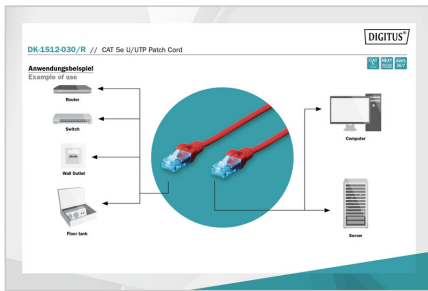 DIGITUS®
DK-1512-030/R // CAT 5e U/UTP Patch Cord
Anwendungsbeispiel
Example of use
Router
Switch
Wall Outlet
Floor tank
Computer
Server